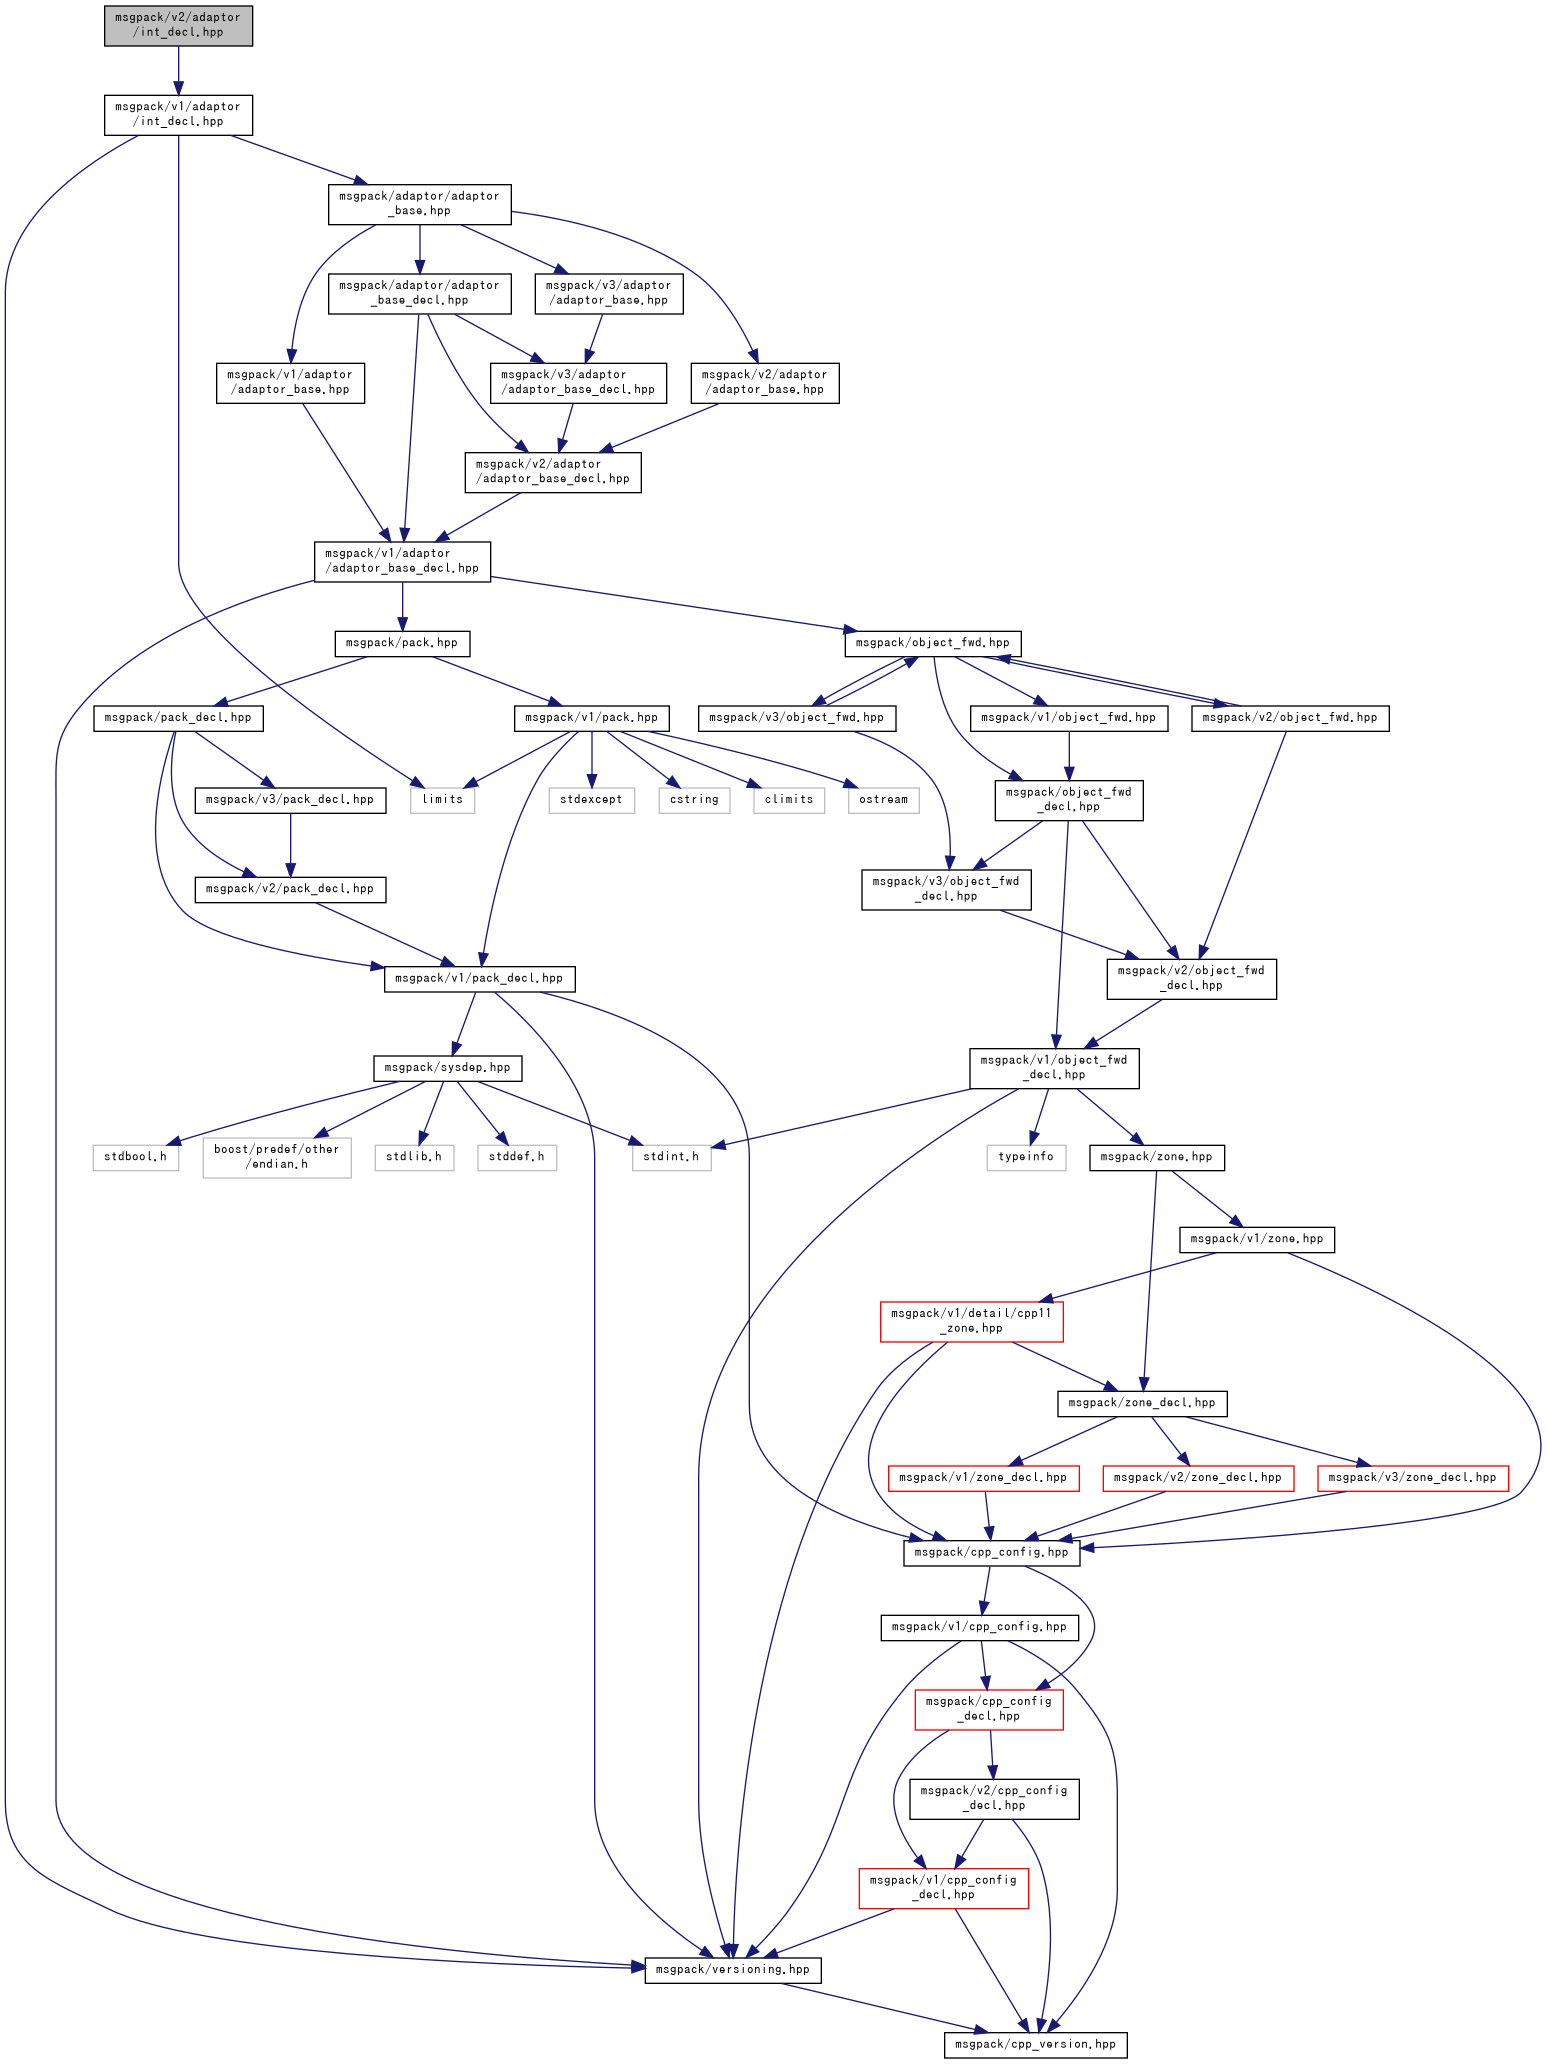 msgpack/v2/adaptor
/int_decl.hpp
msgpack/v1/adaptor
/int_decl.hpp
msgpack/adaptor/adaptor
_base.hpp
msgpack/adaptor/adaptor
_base_decl.hpp
msgpack/v3/adaptor
/adaptor_base.hpp
msgpack/v1/adaptor
/adaptor_base.hpp
msgpack/v3/adaptor
/adaptor_base_decl.hpp
msgpack/v2/adaptor
/adaptor_base.hpp
msgpack/v2/adaptor
/adaptor_base_decl.hpp
msgpack/v1/adaptor
/adaptor_base_decl.hpp
msgpack/pack.hpp
msgpack/object_fwd.hpp
msgpack/pack_decl.hpp
msgpack/v1/pack.hpp
msgpack/v3/object_fwd.hpp
msgpack/v1/object_fwd.hpp
msgpack/v2/object_fwd.hpp
msgpack/v3/pack_decl.hpp
limits
stdexcept
cstring
climits
ostream
msgpack/object_fwd
_decl.hpp
msgpack/v2/pack_decl.hpp
msgpack/v3/object_fwd
_decl.hpp
msgpack/v1/pack_decl.hpp
msgpack/v2/object_fwd
_decl.hpp
msgpack/sysdep.hpp
msgpack/v1/object_fwd
_decl.hpp
stdbool.h
boost/predef/other
/endian.h
stdlib.h
stddef.h
stdint.h
typeinfo
msgpack/zone.hpp
msgpack/v1/zone.hpp
msgpack/v1/detail/cpp11
_zone.hpp
msgpack/zone_decl.hpp
msgpack/v1/zone_decl.hpp
msgpack/v2/zone_decl.hpp
msgpack/v3/zone_decl.hpp
msgpack/cpp_config.hpp
msgpack/v1/cpp_config.hpp
msgpack/cpp_config
_decl.hpp
msgpack/v2/cpp_config
_decl.hpp
msgpack/v1/cpp_config
_decl.hpp
msgpack/versioning.hpp
msgpack/cpp_version.hpp